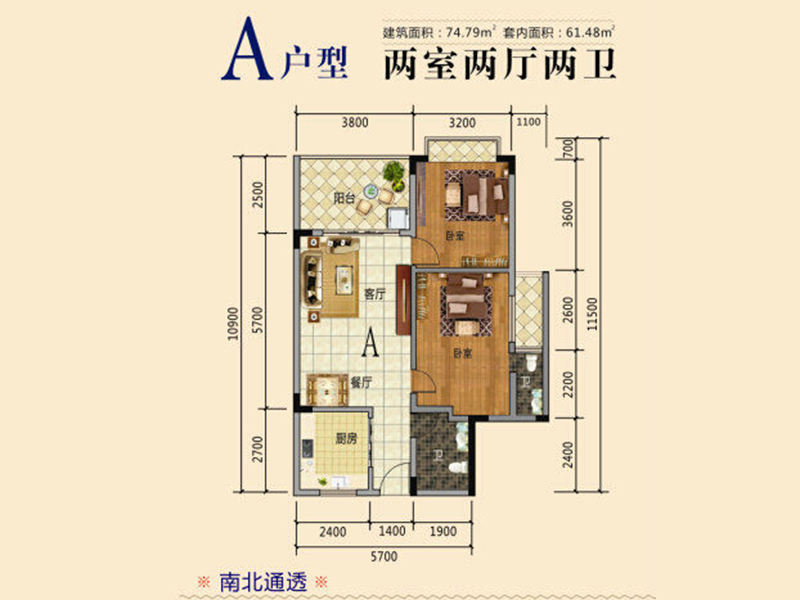 建筑面积：74.79m² 套内面积：61.48m²
A户型 两室两厅两卫
3800 3200 1100
700
2500
3600
阳台
卧室
客厅
10900
5700
2600
11500
A
卧室
餐厅
卫
2200
厨房
卫
2700
2400
2400 1400 1900
5700
※ 南北通透 ※